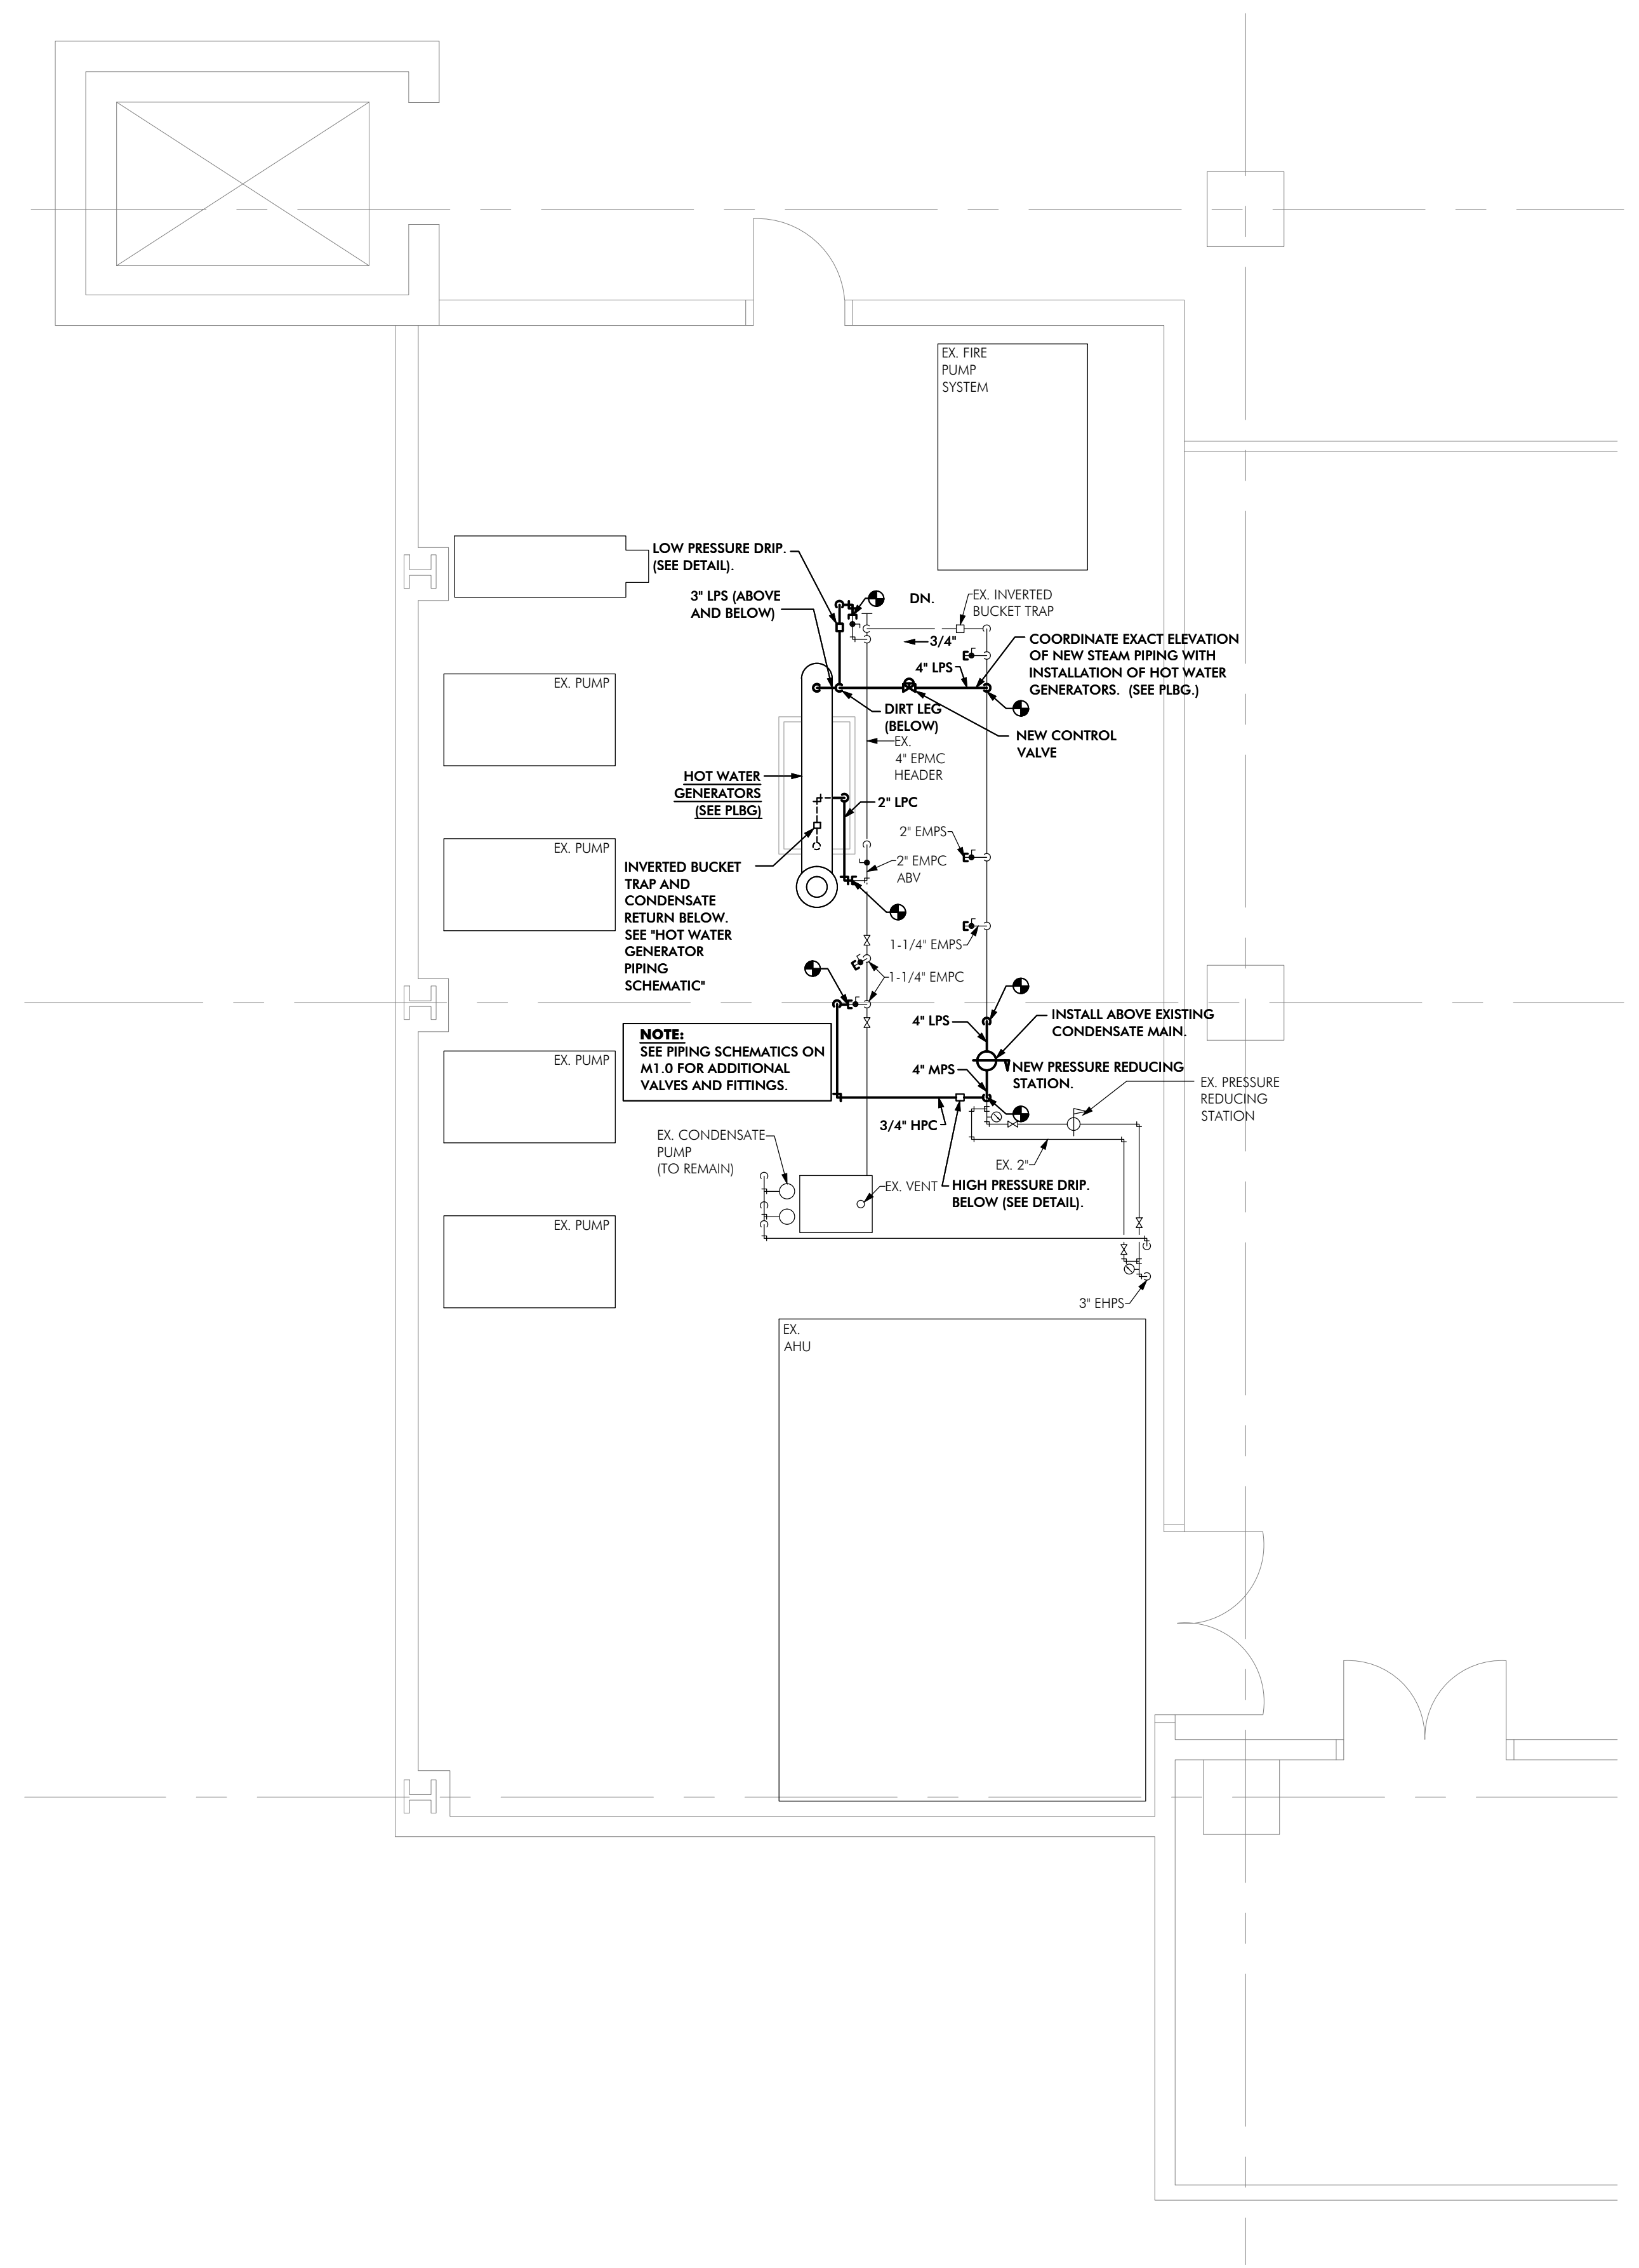 EX. FIRE
PUMP
SYSTEM
LOW PRESSURE DRIP.
(SEE DETAIL).
3" LPS (ABOVE
AND BELOW)
DN.
EX. INVERTED
BUCKET TRAP
3/4"
COORDINATE EXACT ELEVATION
OF NEW STEAM PIPING WITH
INSTALLATION OF HOT WATER
GENERATORS. (SEE PLBG.)
4" LPS
DIRT LEG
(BELOW)
NEW CONTROL
VALVE
EX.
4" EPMC
HEADER
EX. PUMP
HOT WATER
GENERATORS
(SEE PLBG)
2" LPC
2" EMPS
2" EMPC
ABV
EX. PUMP
INVERTED BUCKET
TRAP AND
CONDENSATE
RETURN BELOW.
SEE "HOT WATER
GENERATOR
PIPING
SCHEMATIC"
1-1/4" EMPS
1-1/4" EMPC
4" LPS
INSTALL ABOVE EXISTING
CONDENSATE MAIN.
NOTE:
SEE PIPING SCHEMATICS ON
M1.0 FOR ADDITIONAL
VALVES AND FITTINGS.
EX. PUMP
4" MPS
NEW PRESSURE REDUCING
STATION.
EX. PRESSURE
REDUCING
STATION
3/4" HPC
EX. CONDENSATE
PUMP
(TO REMAIN)
EX. 2"
EX. VENT
HIGH PRESSURE DRIP.
BELOW (SEE DETAIL).
EX. PUMP
3" EHPS
EX.
AHU